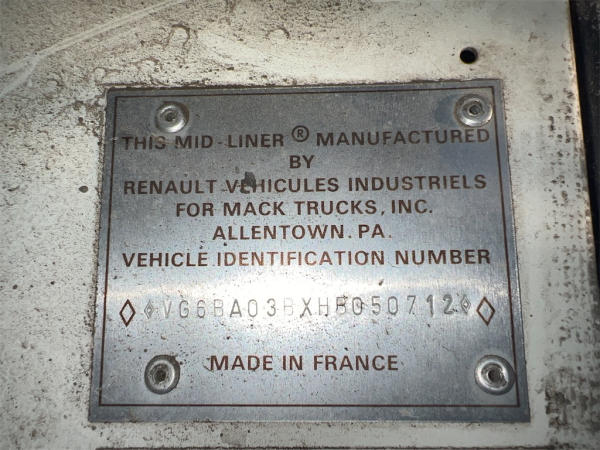 THIS MID-LINER ® MANUFACTURED
BY
RENAULT VEHICULES INDUSTRIELS
FOR MACK TRUCKS, INC.
ALLENTOWN, PA.
VEHICLE IDENTIFICATION NUMBER
VG6BA03BXHB050712
MADE IN FRANCE